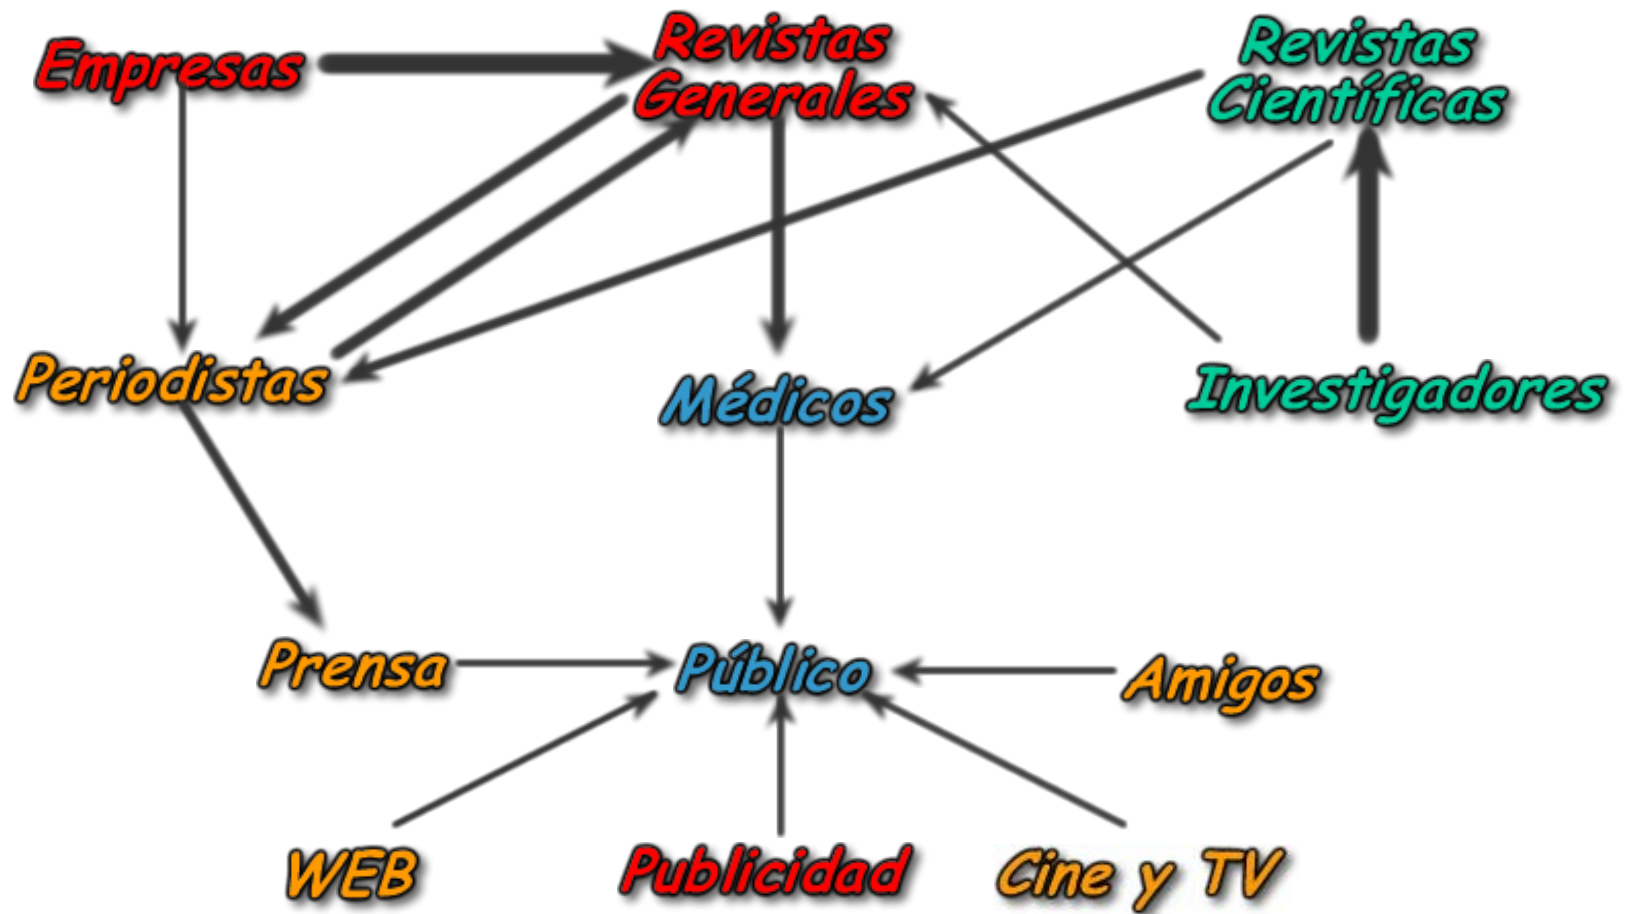 Empresas
Revistas
Generales
Revistas
Científicas
Periodistas
Médicos
Investigadores
Prensa
Público
Amigos
WEB
Publicidad
Cine y TV